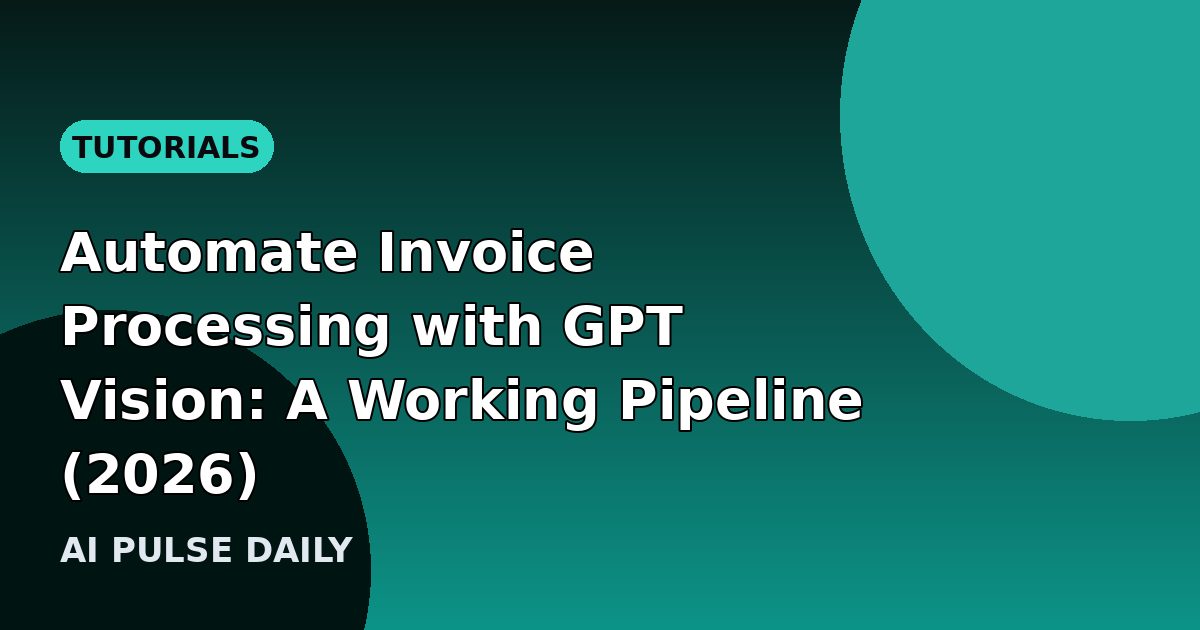 TUTORIALS
Automate Invoice
Processing with GPT
Vision: A Working Pipeline
(2026)
AI PULSE DAILY